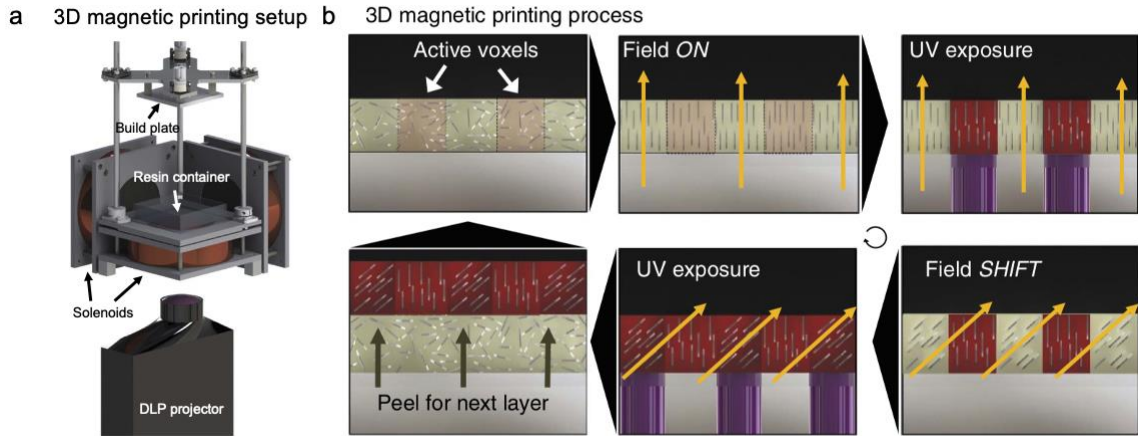 a 3D magnetic printing setup
Build plate
Resin container
Solenoids
DLP projector
b 3D magnetic printing process
Active voxels
Field ON
UV exposure
Peel for next layer
UV exposure
Field SHIFT